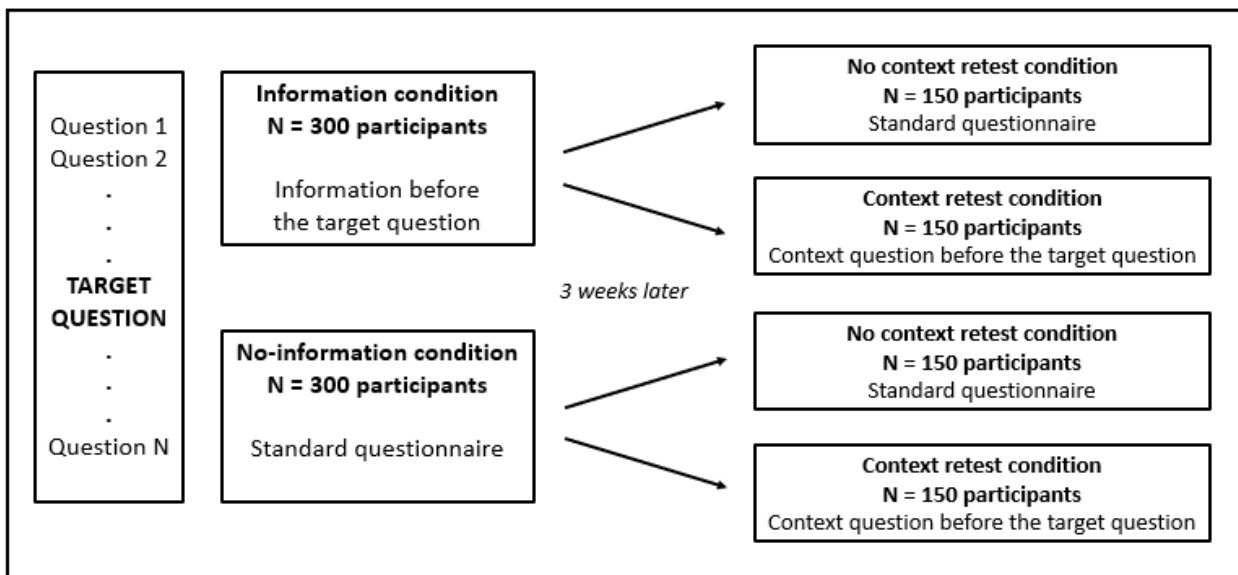 Question 1
Question 2
.
.
.
TARGET
QUESTION
.
.
.
Question N
Information condition
N = 300 participants
Information before
the target question
No-information condition
N = 300 participants
Standard questionnaire
3 weeks later
No context retest condition
N = 150 participants
Standard questionnaire
Context retest condition
N = 150 participants
Context question before the target question
No context retest condition
N = 150 participants
Standard questionnaire
Context retest condition
N = 150 participants
Context question before the target question